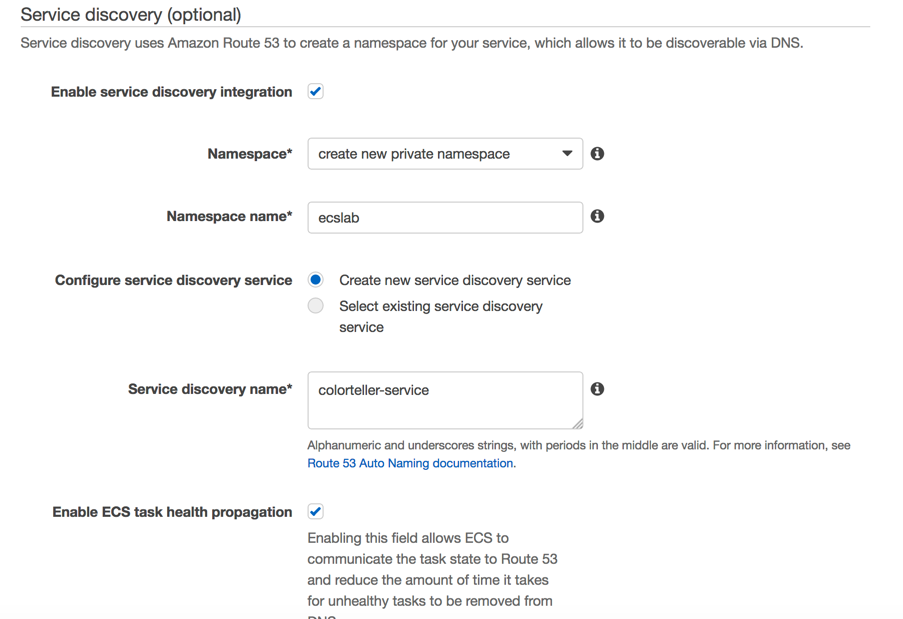 Service discovery (optional)
Service discovery uses Amazon Route 53 to create a namespace for your service, which allows it to be discoverable via DNS.
Enable service discovery integration
Namespace* create new private namespace
Namespace name* ecslab
Configure service discovery service Create new service discovery service
Select existing service discovery
service
Service discovery name* colorteller-service
Alphanumeric and underscores strings, with periods in the middle are valid. For more information, see
Route 53 Auto Naming documentation.
Enable ECS task health propagation
Enabling this field allows ECS to
communicate the task state to Route 53
and reduce the amount of time it takes
for unhealthy tasks to be removed from
DNS